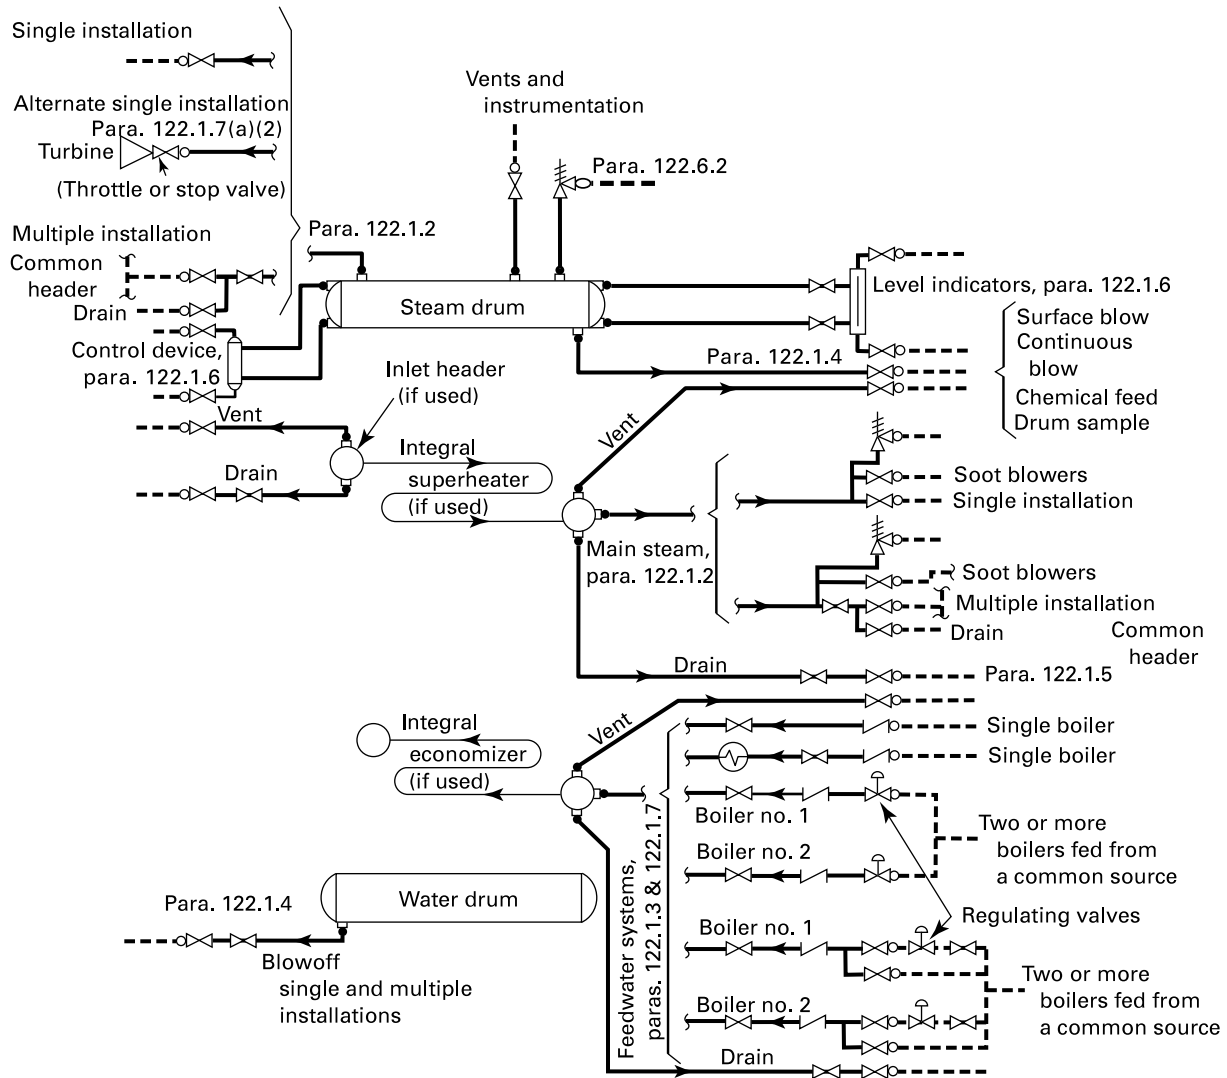 Single installation
Alternate single installation
Para. 122.1.7(a)(2)
Turbine
(Throttle or stop valve)
Multiple installation
Common
header
Drain
Control device,
para. 122.1.6
Vents and
instrumentation
Para. 122.6.2
Para. 122.1.2
Steam drum
Level indicators, para. 122.1.6
Surface blow
Continuous
blow
Chemical feed
Drum sample
Para. 122.1.4
Inlet header
(if used)
Vent
Drain
Integral
superheater
(if used)
Vent
Main steam,
para. 122.1.2
Soot blowers
Single installation
Soot blowers
Multiple installation
Drain
Common
header
Drain
Para. 122.1.5
Integral
economizer
(if used)
Vent
Feedwater systems,
paras. 122.1.3 & 122.1.7
Single boiler
Single boiler
Boiler no. 1
Boiler no. 2
Two or more
boilers fed from
a common source
Regulating valves
Boiler no. 1
Boiler no. 2
Two or more
boilers fed from
a common source
Drain
Water drum
Para. 122.1.4
Blowoff
single and multiple
installations